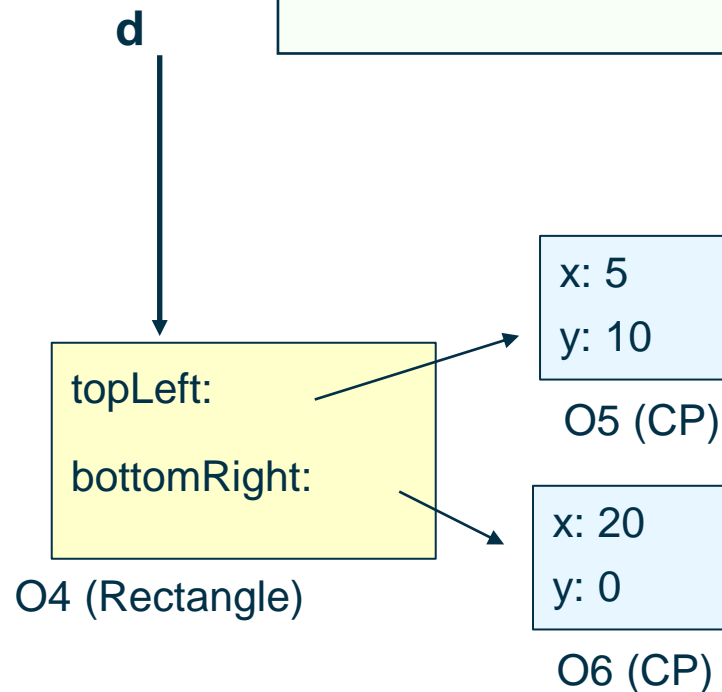 d
x: 5
y: 10
topLeft:
O5 (CP)
bottomRight:
x: 20
y: 0
O4 (Rectangle)
O6 (CP)